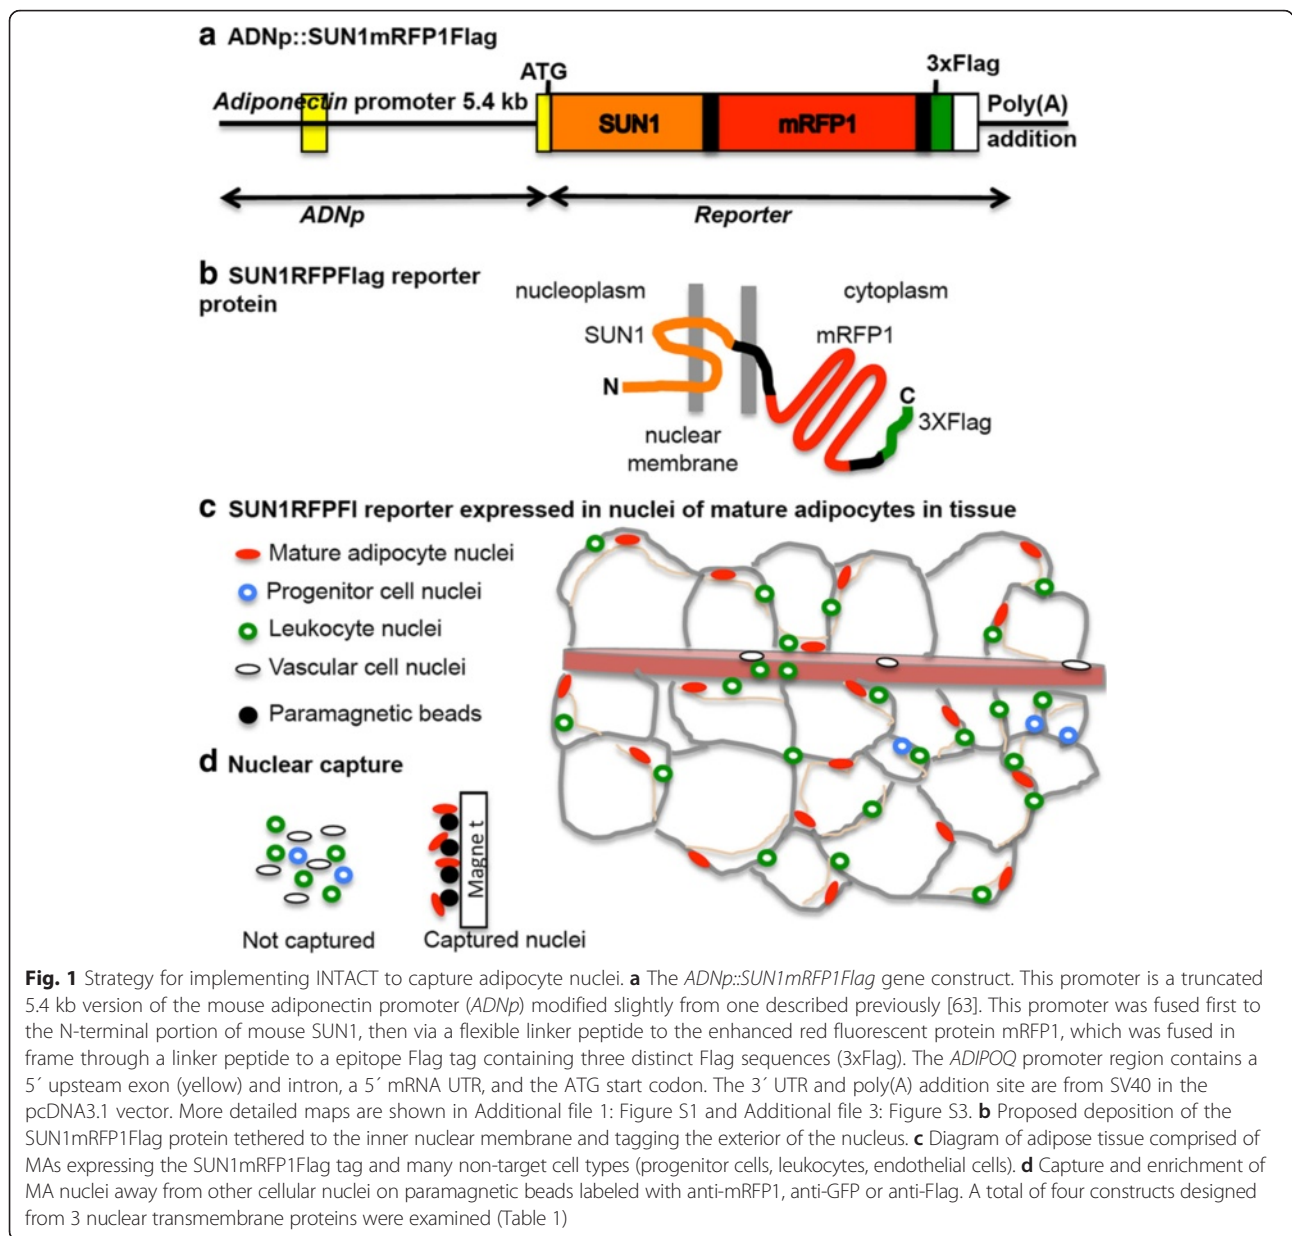 a ADNp::SUN1mRFP1Flag
ATG
3xFlag
Adiponectin promoter 5.4 kb
SUN1
mRFP1
Poly(A)
addition
ADNp
Reporter
b SUN1RFPFlag reporter
protein
nucleoplasm
cytoplasm
SUN1
mRFP1
N
C
3XFlag
nuclear
membrane
c SUN1RFPFl reporter expressed in nuclei of mature adipocytes in tissue
Mature adipocyte nuclei
Progenitor cell nuclei
Leukocyte nuclei
Vascular cell nuclei
Paramagnetic beads
d Nuclear capture
Magne t
Not captured
Captured nuclei
Fig. 1 Strategy for implementing INTACT to capture adipocyte nuclei. a The ADNp::SUN1mRFP1Flag gene construct. This promoter is a truncated
5.4 kb version of the mouse adiponectin promoter (ADNp) modified slightly from one described previously [63]. This promoter was fused first to
the N-terminal portion of mouse SUN1, then via a flexible linker peptide to the enhanced red fluorescent protein mRFP1, which was fused in
frame through a linker peptide to a epitope Flag tag containing three distinct Flag sequences (3xFlag). The ADIPOQ promoter region contains a
5´ upsteam exon (yellow) and intron, a 5´ mRNA UTR, and the ATG start codon. The 3´ UTR and poly(A) addition site are from SV40 in the
pcDNA3.1 vector. More detailed maps are shown in Additional file 1: Figure S1 and Additional file 3: Figure S3. b Proposed deposition of the
SUN1mRFP1Flag protein tethered to the inner nuclear membrane and tagging the exterior of the nucleus. c Diagram of adipose tissue comprised of
MAs expressing the SUN1mRFP1Flag tag and many non-target cell types (progenitor cells, leukocytes, endothelial cells). d Capture and enrichment of
MA nuclei away from other cellular nuclei on paramagnetic beads labeled with anti-mRFP1, anti-GFP or anti-Flag. A total of four constructs designed
from 3 nuclear transmembrane proteins were examined (Table 1)